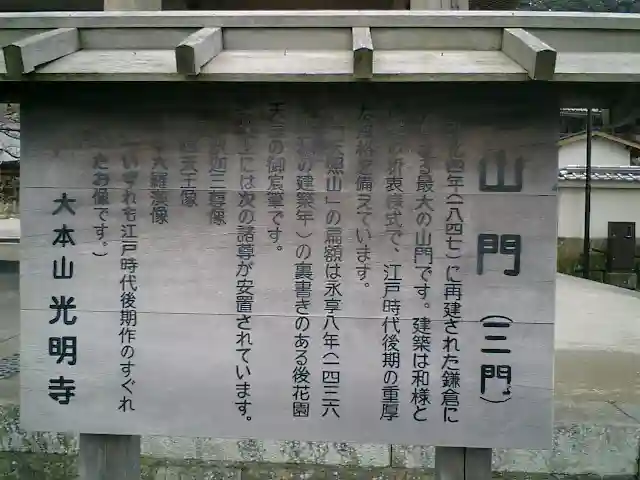 山門(三門)
化四年(一八四七)に再建された鎌倉に
る最大の山門です。建築は和様と
折衷様式で、江戸時代後期の重厚
な風格を備えています。
「天照山」の扁額は永享八年(一四三六
の建築年)の裏書きのある後花園
天皇の御宸筆です。
には次の諸尊が安置されています。
如三尊像
四天王像
十六羅漢像
(いずれも江戸時代後期作のすぐれ
たお像です。)
大本山光明寺